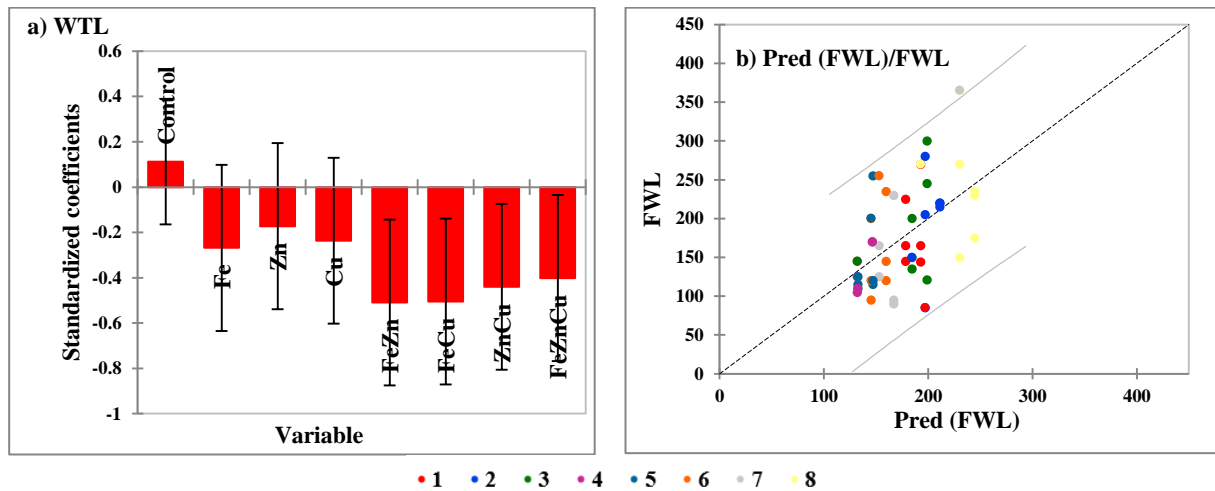 a) WTL
0.6
0.4
0.2
0
-0.2
-0.4
-0.6
-0.8
-1
Standardized coefficients
Control
Fe
Zn
Cu
FeZn
FeCu
ZnCu
FeZnCu
Variable
b) Pred (FWL)/FWL
450
400
350
300
250
200
150
100
50
0
FWL
0 100 200 300 400
Pred (FWL)
1 2 3 4 5 6 7 8